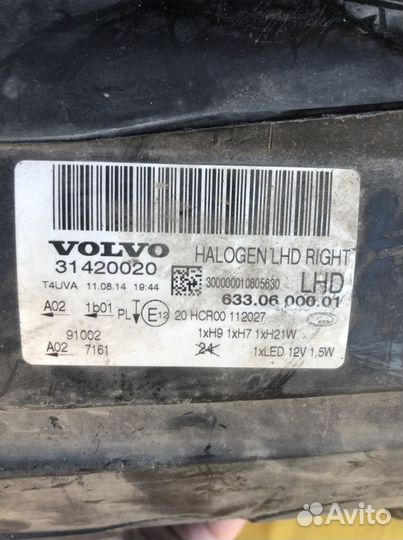 VOLVO HALOGEN LHD RIGHT
31420020 300000010805630 LHD
T4UVA 11.08.14 19:44 633.06.000.01
A02 1b01 PL E12 20 HCR00 112027
91002 1xH9 1xH7 1xH21W
A02 7161 24 1xLED 12V 1,5W
Avito